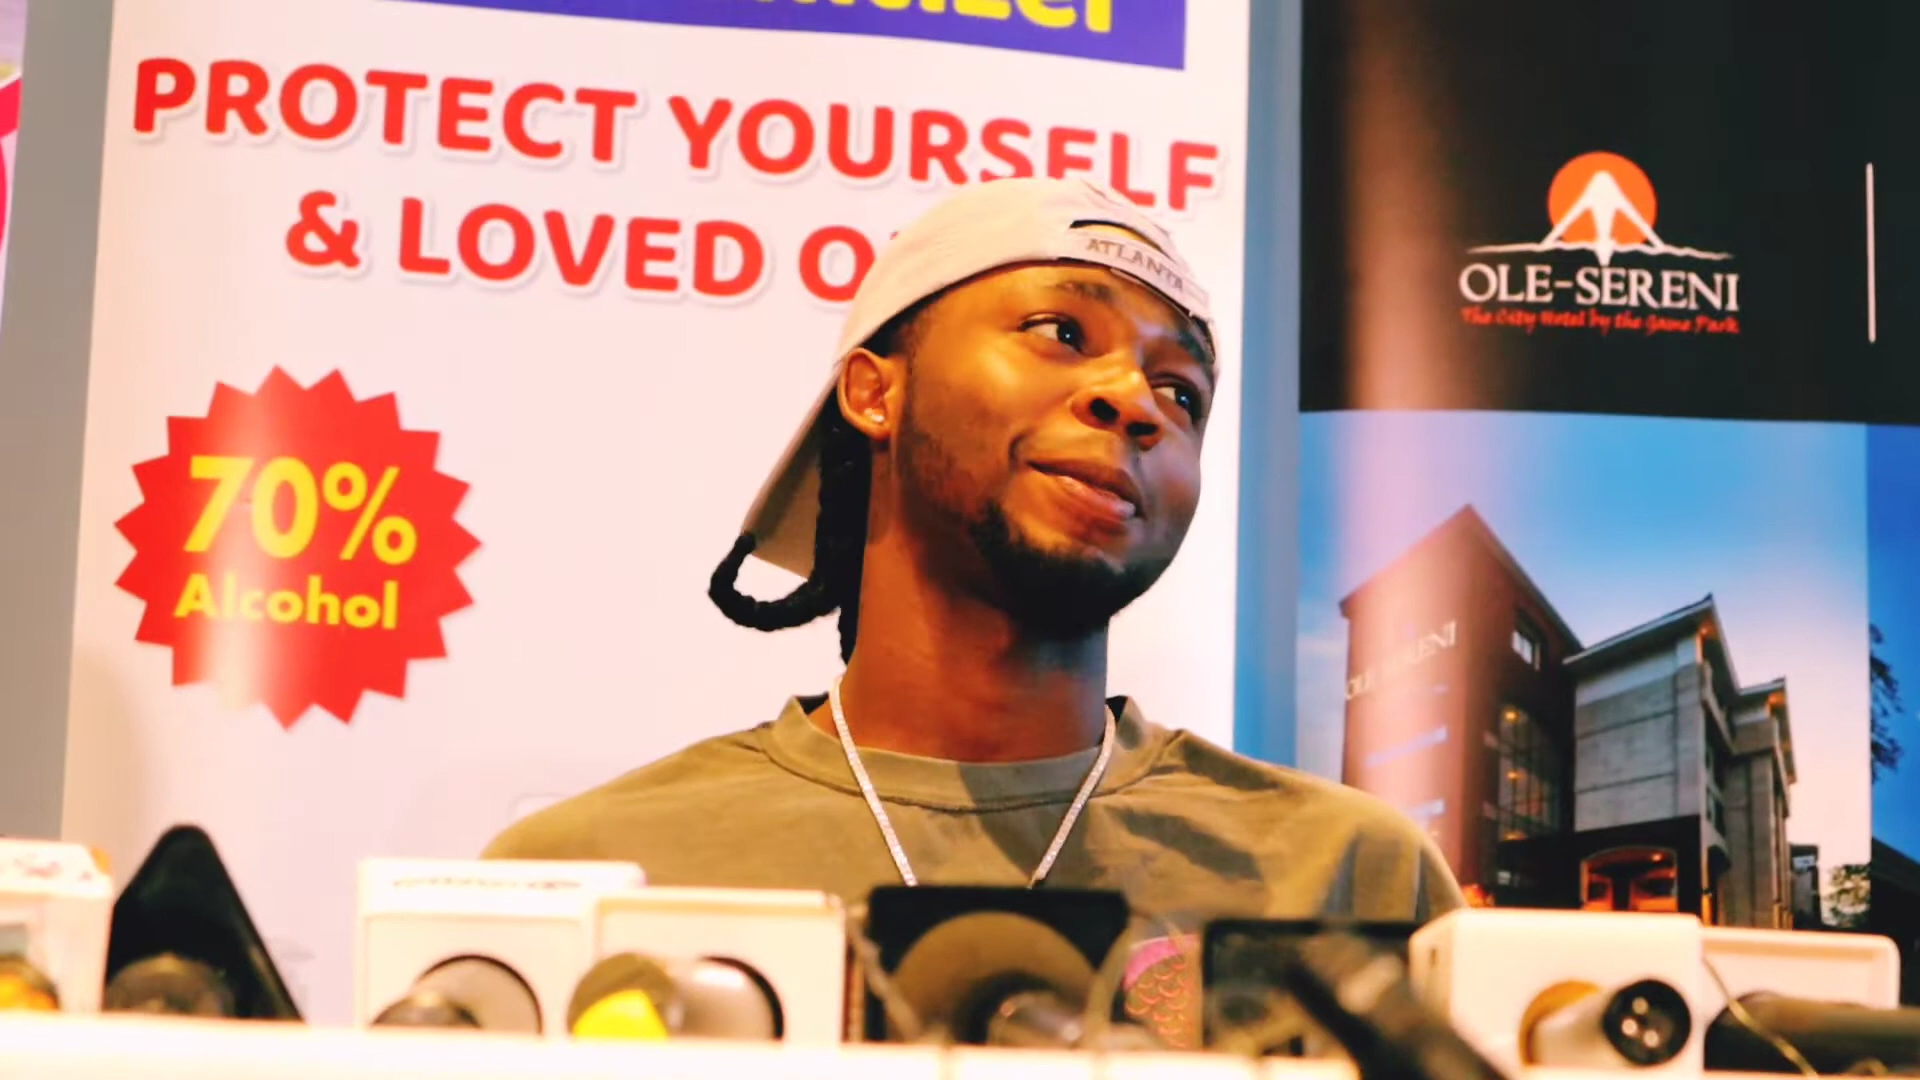 PROTECT YOURSELF
& LOVED
70%
Alcohol
ATLANTA
OLE-SERENI
The City Hotel by the Game Park